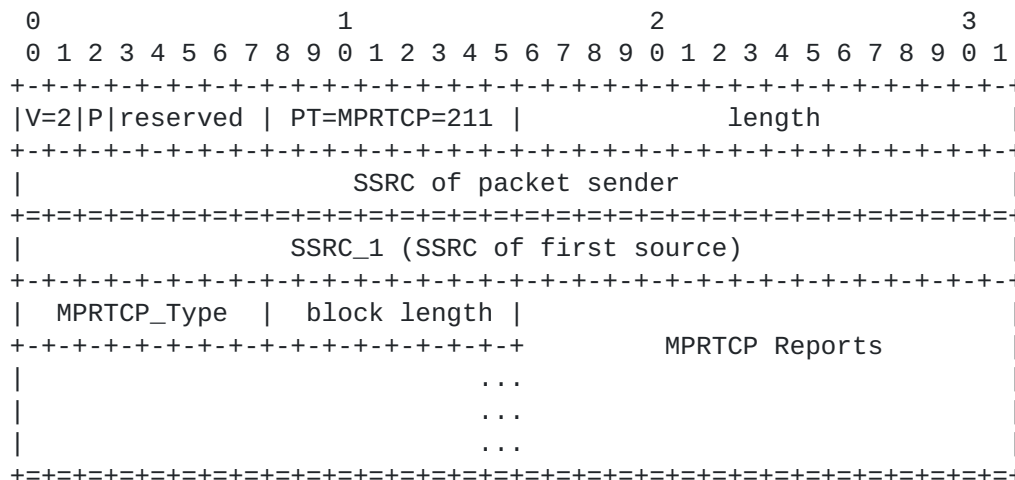 0                   1                   2                   3
 0 1 2 3 4 5 6 7 8 9 0 1 2 3 4 5 6 7 8 9 0 1 2 3 4 5 6 7 8 9 0 1
+-+-+-+-+-+-+-+-+-+-+-+-+-+-+-+-+-+-+-+-+-+-+-+-+-+-+-+-+-+-+-+-+
|V=2|P|reserved | PT=MPRTCP=211 |             length            |
+-+-+-+-+-+-+-+-+-+-+-+-+-+-+-+-+-+-+-+-+-+-+-+-+-+-+-+-+-+-+-+-+
|                     SSRC of packet sender                     |
+=+=+=+=+=+=+=+=+=+=+=+=+=+=+=+=+=+=+=+=+=+=+=+=+=+=+=+=+=+=+=+=+
|                 SSRC_1 (SSRC of first source)                 |
+-+-+-+-+-+-+-+-+-+-+-+-+-+-+-+-+-+-+-+-+-+-+-+-+-+-+-+-+-+-+-+-+
|  MPRTCP_Type  |  block length |                               |
+-+-+-+-+-+-+-+-+-+-+-+-+-+-+-+-+         MPRTCP Reports        |
|                             ...                               |
|                             ...                               |
|                             ...                               |
+=+=+=+=+=+=+=+=+=+=+=+=+=+=+=+=+=+=+=+=+=+=+=+=+=+=+=+=+=+=+=+=+